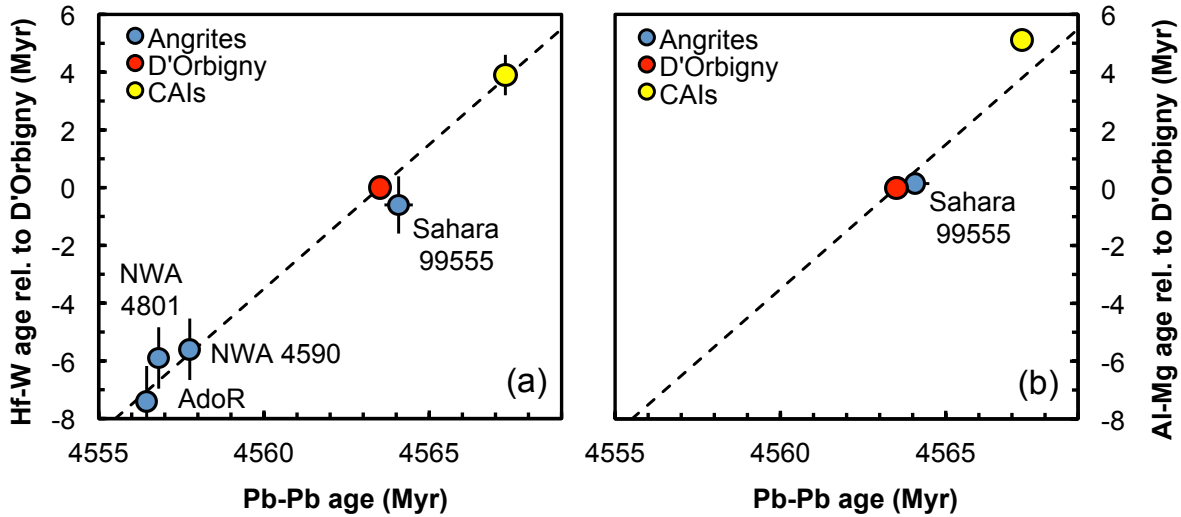 Hf-W age rel. to D'Orbigny (Myr)
6
4
2
0
-2
-4
-6
-8
Angrites
D'Orbigny
CAIs
Sahara
99555
NWA
4801
NWA 4590
AdoR
(a)
4555
4560
4565
Pb-Pb age (Myr)
Angrites
D'Orbigny
CAIs
Sahara
99555
(b)
6
4
2
0
-2
-4
-6
-8
4555
4560
4565
Pb-Pb age (Myr)
Al-Mg age rel. to D'Orbigny (Myr)